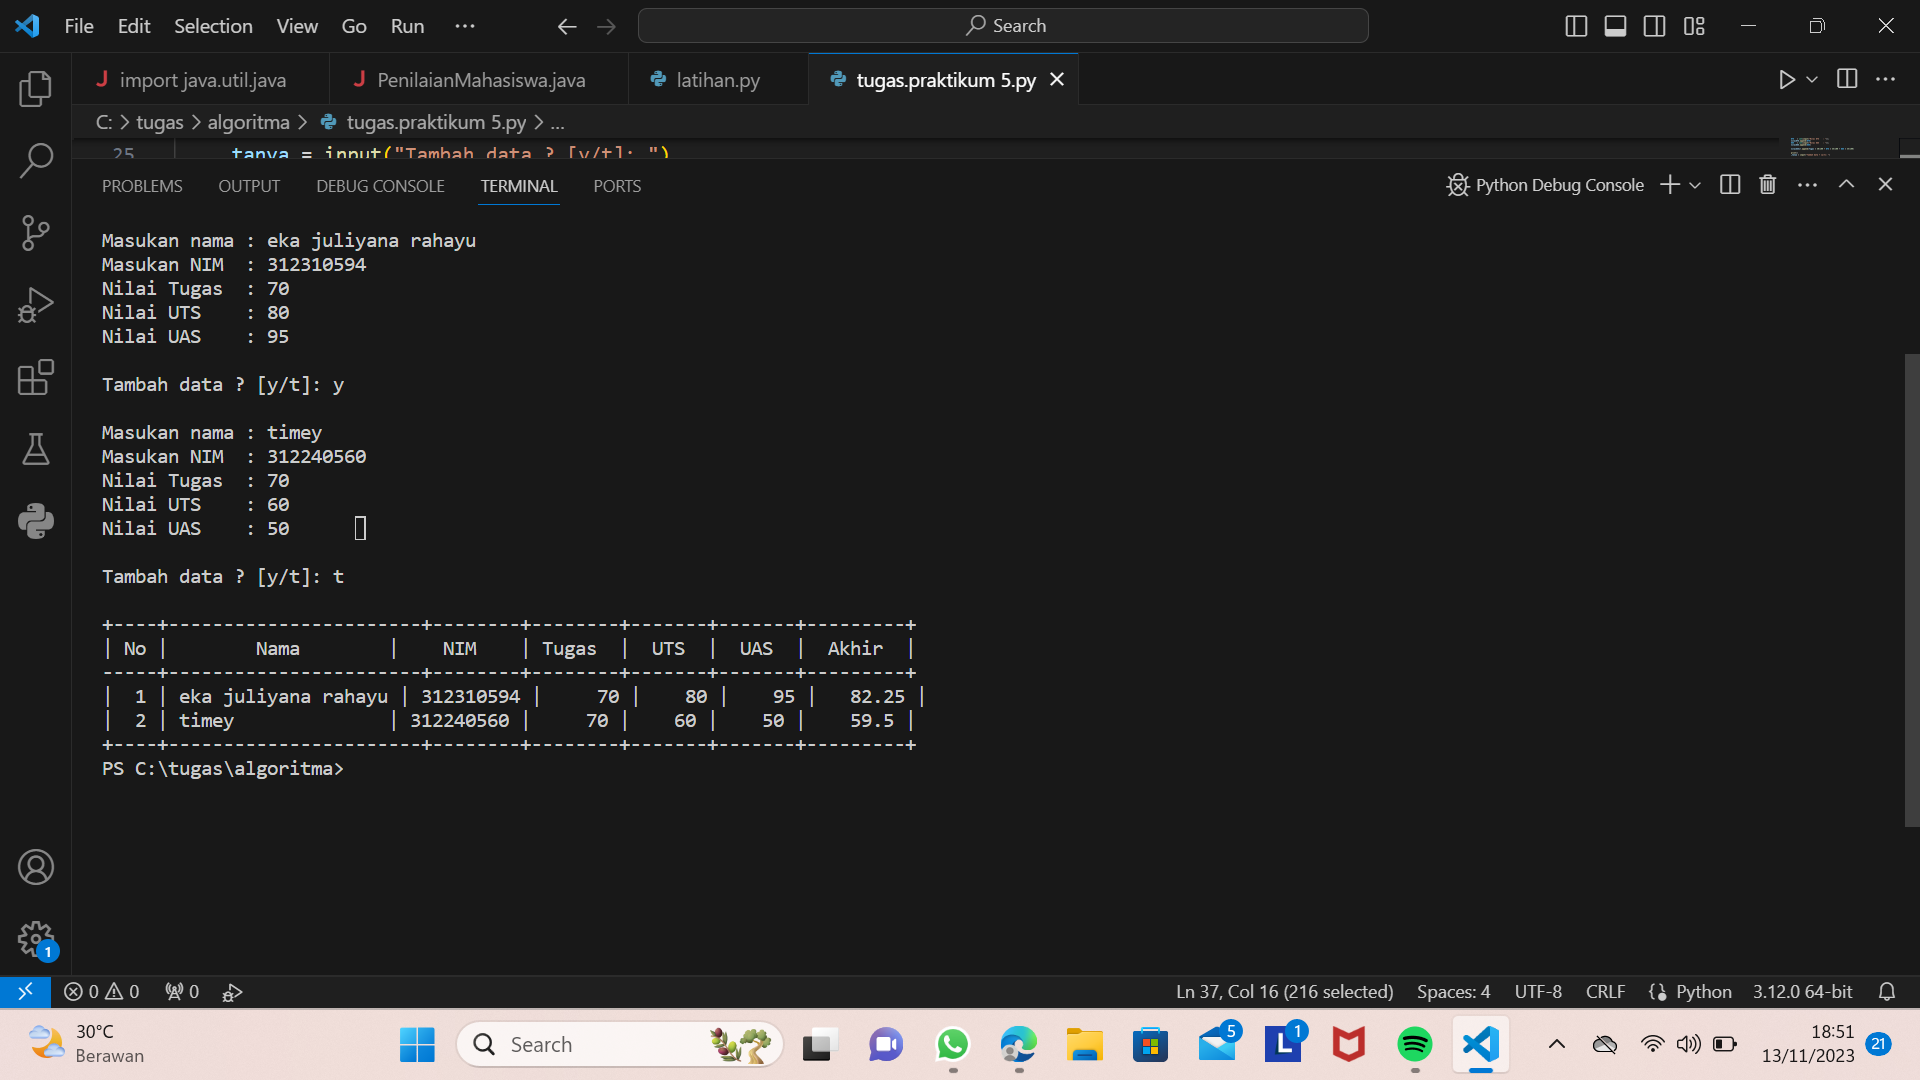 File Edit Selection View Go Run ··· Search
import java.util.java PenilaianMahasiswa.java latihan.py tugas.praktikum 5.py
C: > tugas > algoritma > tugas.praktikum 5.py > ...
25 tanya = input("Tambah data ? [y/t]: ")
PROBLEMS OUTPUT DEBUG CONSOLE TERMINAL PORTS Python Debug Console
Masukan nama : eka juliyana rahayu
Masukan NIM  : 312310594
Nilai Tugas  : 70
Nilai UTS    : 80
Nilai UAS    : 95
Tambah data ? [y/t]: y
Masukan nama : timey
Masukan NIM  : 312240560
Nilai Tugas  : 70
Nilai UTS    : 60
Nilai UAS    : 50
Tambah data ? [y/t]: t
+----+-----------------------+--------+--------+-------+-------+---------+
| No |        Nama        |    NIM    | Tugas  |  UTS  |  UAS  |  Akhir  |
-----+-----------------------+--------+--------+-------+-------+---------+
|  1 | eka juliyana rahayu | 312310594 |     70 |    80 |    95 |   82.25 |
|  2 | timey              | 312240560 |     70 |    60 |    50 |    59.5 |
+----+-----------------------+--------+--------+-------+-------+---------+
PS C:\tugas\algoritma>
1
0 0 0 Ln 37, Col 16 (216 selected) Spaces: 4 UTF-8 CRLF Python 3.12.0 64-bit
30°C
Berawan
Search
5
L 1
18:51
13/11/2023
21